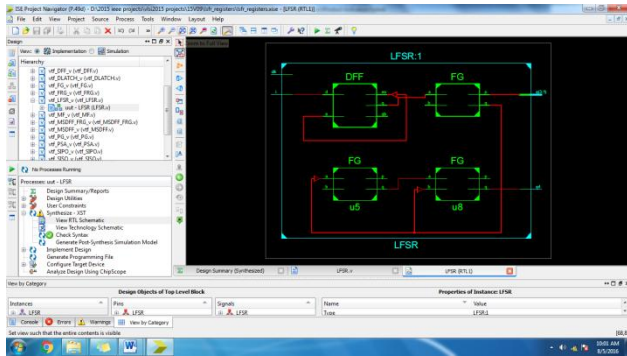 ISE Project Navigator (P.49d) - D:\2015 ieee projects\vlsi2015 projects\15V09\sft_registers\sft_registers.xise - [LFSR (RTL1)]
File Edit View Project Source Process Tools Window Layout Help
Design
View: Implementation Simulation
Hierarchy
vtf_DFF_v (vtf_DFF.v)
vtf_DLATCH_v (vtf_DLATCH.v)
vtf_FG_v (vtf_FG.v)
vtf_FRG_v (vtf_FRG.v)
vtf_LFSR_v (vtf_LFSR.v)
uut - LFSR (LFSR.v)
vtf_MF_v (vtf_MF.v)
vtf_MSDFF_FRG_v (vtf_MSDFF_FRG.v)
vtf_MSDFF_v (vtf_MSDFF.v)
vtf_PG_v (vtf_PG.v)
vtf_PSA_v (vtf_PSA.v)
vtf_SIPO_v (vtf_SIPO.v)
vtf_SISO_v (vtf_SISO.v)
No Processes Running
Processes: uut - LFSR
Design Summary/Reports
Design Utilities
User Constraints
Synthesize - XST
View RTL Schematic
View Technology Schematic
Check Syntax
Generate Post-Synthesis Simulation Model
Implement Design
Generate Programming File
Configure Target Device
Analyze Design Using ChipScope
LFSR:1
DFF
FG
FG
FG
u5
u8
LFSR
Design Summary (Synthesized)
LFSR.v
LFSR (RTL1)
View by Category
Design Objects of Top Level Block
Properties of Instance: LFSR
Instances
Pins
Signals
Name
Value
LFSR
LFSR
LFSR
Type
LFSR:1
Console
Errors
Warnings
View by Category
Set view such that the entire contents is visible
10:01 AM
8/5/2016